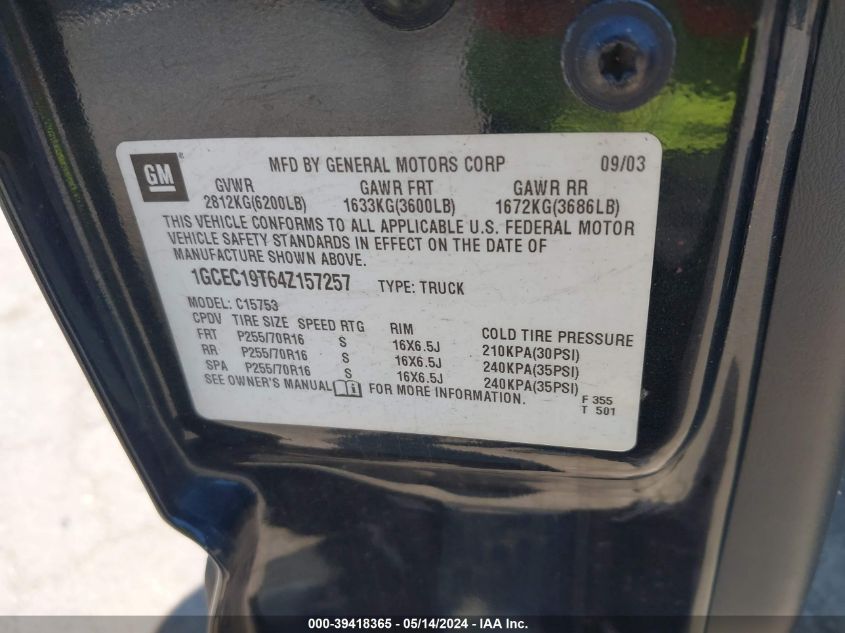 GM
MFD BY GENERAL MOTORS CORP 09/03
GVWR GAWR FRT GAWR RR
2812KG(6200LB) 1633KG(3600LB) 1672KG(3686LB)
THIS VEHICLE CONFORMS TO ALL APPLICABLE U.S. FEDERAL MOTOR
VEHICLE SAFETY STANDARDS IN EFFECT ON THE DATE OF
MANUFACTURE SHOWN ABOVE.
1GCEC19T64Z157257 TYPE: TRUCK
MODEL: C15753
CPDV TIRE SIZE SPEED RTG RIM COLD TIRE PRESSURE
FRT P255/70R16 S 16X6.5J 210KPA(30PSI)
RR P255/70R16 S 16X6.5J 240KPA(35PSI)
SPA P255/70R16 S 16X6.5J 240KPA(35PSI)
SEE OWNER'S MANUAL i FOR MORE INFORMATION.
F 355
T 501
000-39418365 - 05/14/2024 - IAA Inc.